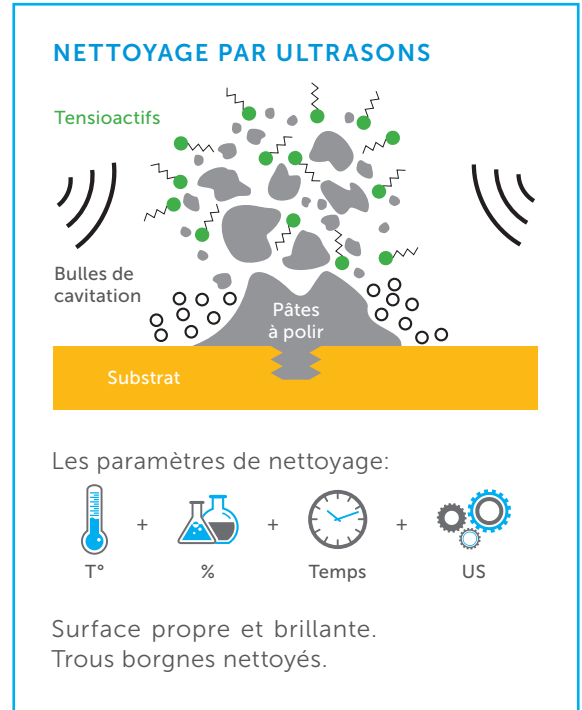 NETTOYAGE PAR ULTRASONS
Tensioactifs
Bulles de
cavitation
Pâtes
à polir
Substrat
Les paramètres de nettoyage:
+ + +
T° % Temps US
Surface propre et brillante.
Trous borgnes nettoyés.